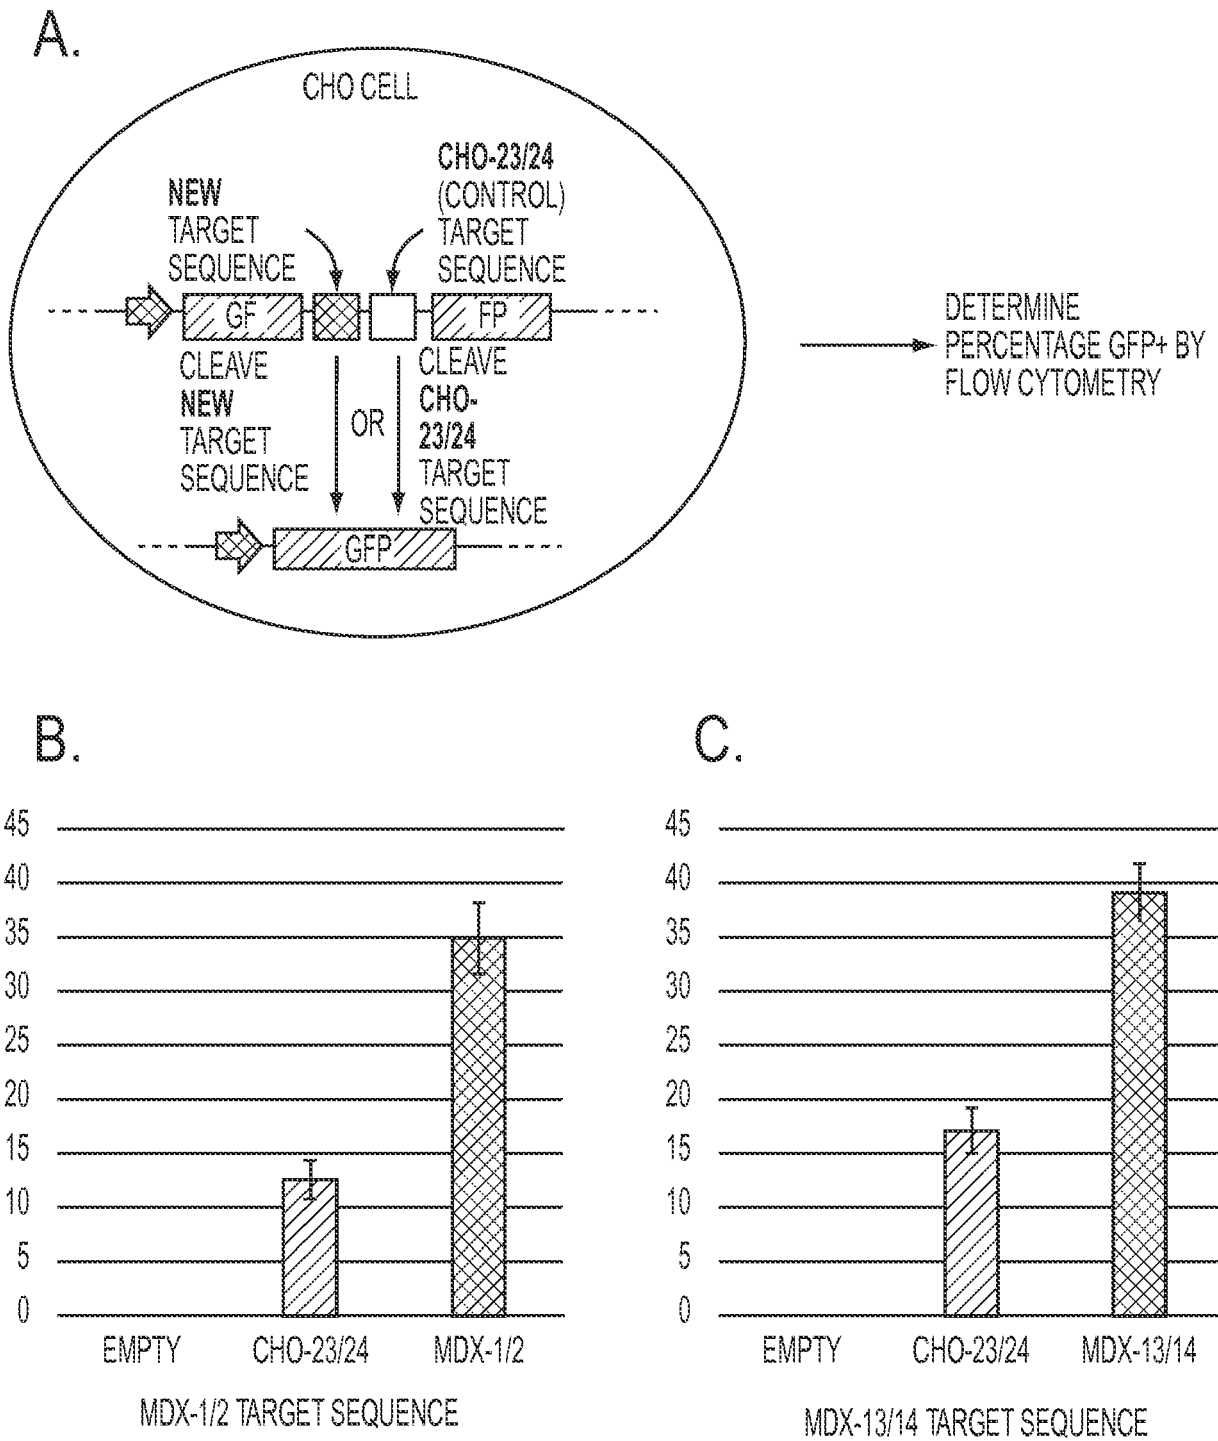 A.
CHO CELL
NEW
TARGET
SEQUENCE
CHO-23/24
(CONTROL)
TARGET
SEQUENCE
GF
FP
CLEAVE
NEW
TARGET
SEQUENCE
OR
CLEAVE
CHO-
23/24
TARGET
SEQUENCE
GFP
DETERMINE
PERCENTAGE GFP+ BY
FLOW CYTOMETRY
B.
45
40
35
30
25
20
15
10
5
0
EMPTY CHO-23/24 MDX-1/2
MDX-1/2 TARGET SEQUENCE
C.
45
40
35
30
25
20
15
10
5
0
EMPTY CHO-23/24 MDX-13/14
MDX-13/14 TARGET SEQUENCE